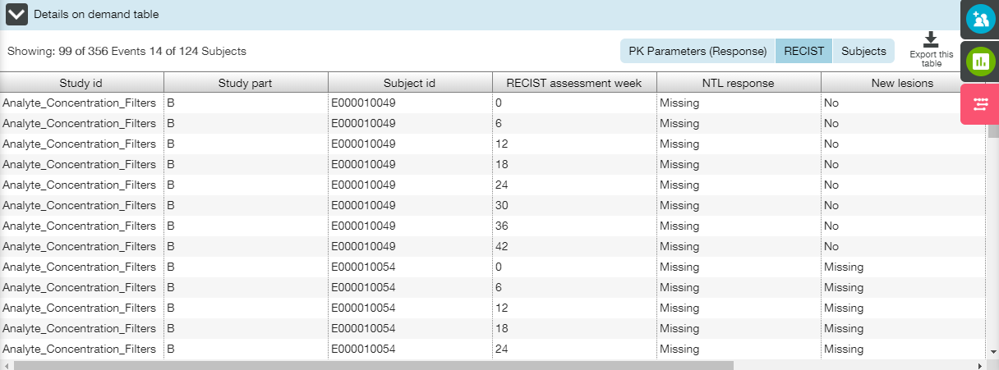 Details on demand table
Showing: 99 of 356 Events 14 of 124 Subjects
PK Parameters (Response) RECIST Subjects
Export this
table
Study id Study part Subject id RECIST assessment week NTL response New lesions
Analyte_Concentration_Filters B E000010049 0 Missing No
Analyte_Concentration_Filters B E000010049 6 Missing No
Analyte_Concentration_Filters B E000010049 12 Missing No
Analyte_Concentration_Filters B E000010049 18 Missing No
Analyte_Concentration_Filters B E000010049 24 Missing No
Analyte_Concentration_Filters B E000010049 30 Missing No
Analyte_Concentration_Filters B E000010049 36 Missing No
Analyte_Concentration_Filters B E000010049 42 Missing No
Analyte_Concentration_Filters B E000010054 0 Missing Missing
Analyte_Concentration_Filters B E000010054 6 Missing Missing
Analyte_Concentration_Filters B E000010054 12 Missing Missing
Analyte_Concentration_Filters B E000010054 18 Missing Missing
Analyte_Concentration_Filters B E000010054 24 Missing Missing